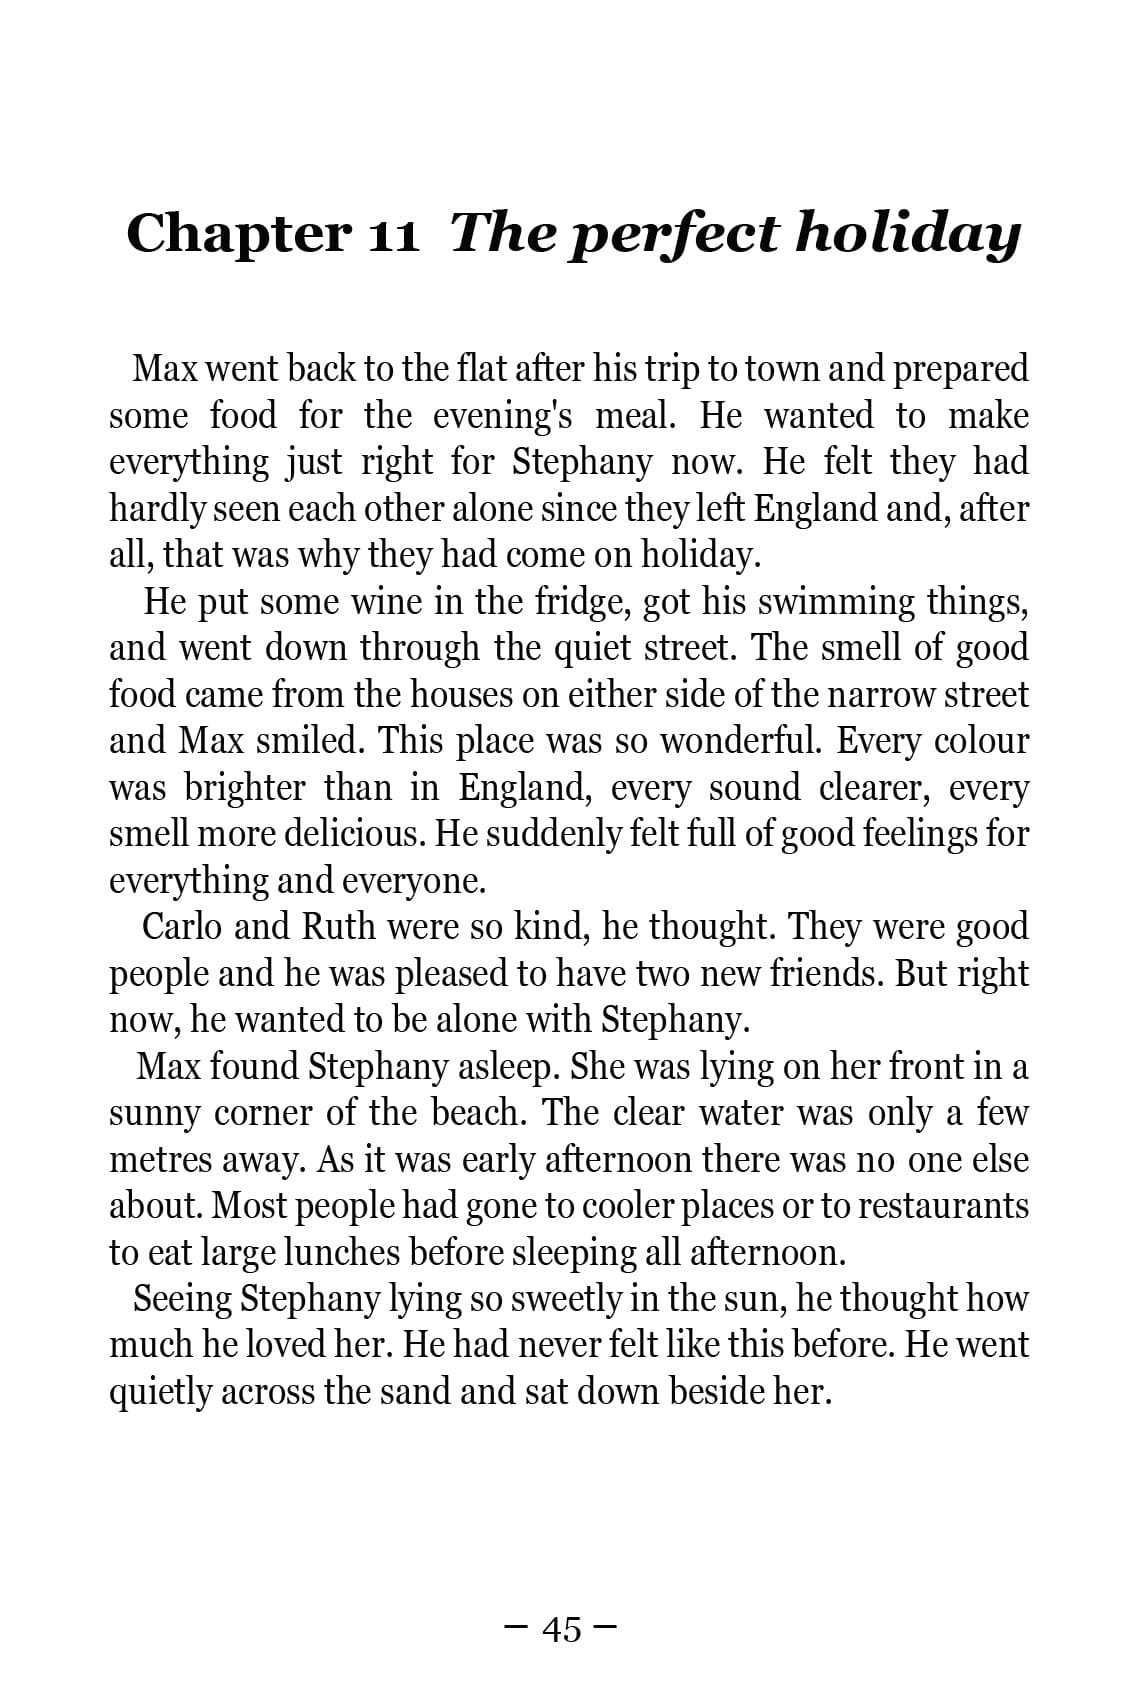 Chapter 11 The perfect holiday
Max went back to the flat after his trip to town and prepared
some food for the evening's meal. He wanted to make
everything just right for Stephany now. He felt they had
hardly seen each other alone since they left England and, after
all, that was why they had come on holiday.
He put some wine in the fridge, got his swimming things,
and went down through the quiet street. The smell of good
food came from the houses on either side of the narrow street
and Max smiled. This place was so wonderful. Every colour
was brighter than in England, every sound clearer, every
smell more delicious. He suddenly felt full of good feelings for
everything and everyone.
Carlo and Ruth were so kind, he thought. They were good
people and he was pleased to have two new friends. But right
now, he wanted to be alone with Stephany.
Max found Stephany asleep. She was lying on her front in a
sunny corner of the beach. The clear water was only a few
metres away. As it was early afternoon there was no one else
about. Most people had gone to cooler places or to restaurants
to eat large lunches before sleeping all afternoon.
Seeing Stephany lying so sweetly in the sun, he thought how
much he loved her. He had never felt like this before. He went
quietly across the sand and sat down beside her.
– 45 –